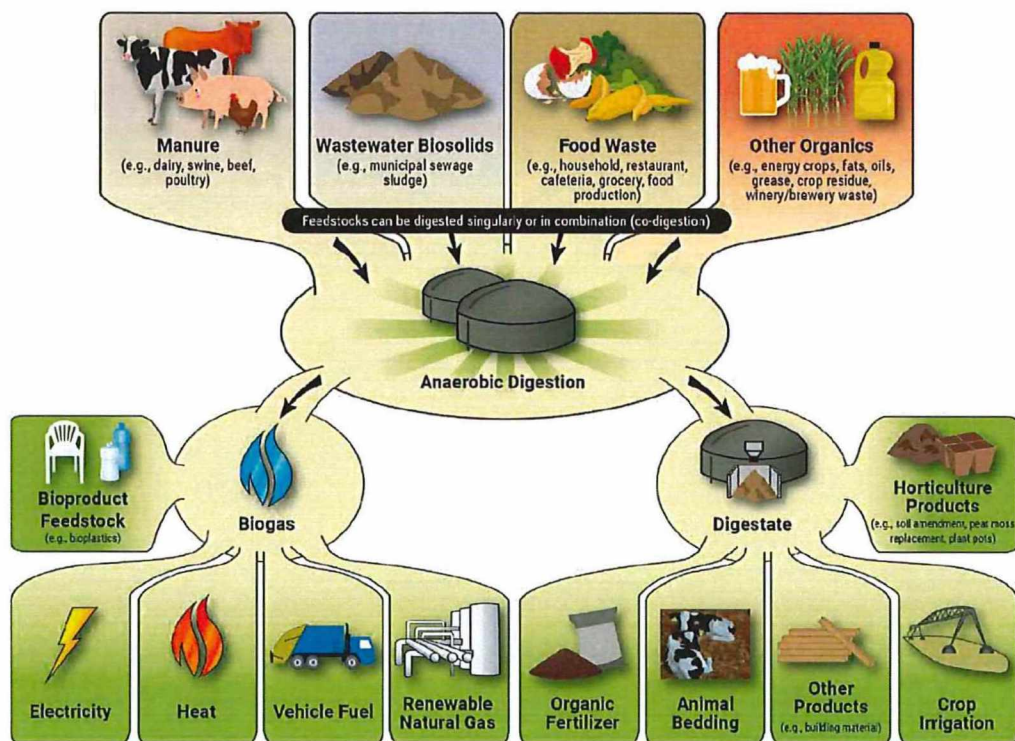 Manure
(e.g., dairy, swine, beef,
poultry)
Wastewater Biosolids
(e.g., municipal sewage
sludge)
Food Waste
(e.g., household, restaurant,
cafeteria, grocery, food
production)
Other Organics
(e.g., energy crops, fats, oils,
grease, crop residue,
winery/brewery waste)
Feedstocks can be digested singularly or in combination (co-digestion)
Anaerobic Digestion
Bioproduct
Feedstock
(e.g., bioplastics)
Biogas
Digestate
Horticulture
Products
(e.g., soil amendment, peat moss
replacement, plant pots)
Electricity
Heat
Vehicle Fuel
Renewable
Natural Gas
Organic
Fertilizer
Animal
Bedding
Other
Products
(e.g., building material)
Crop
Irrigation